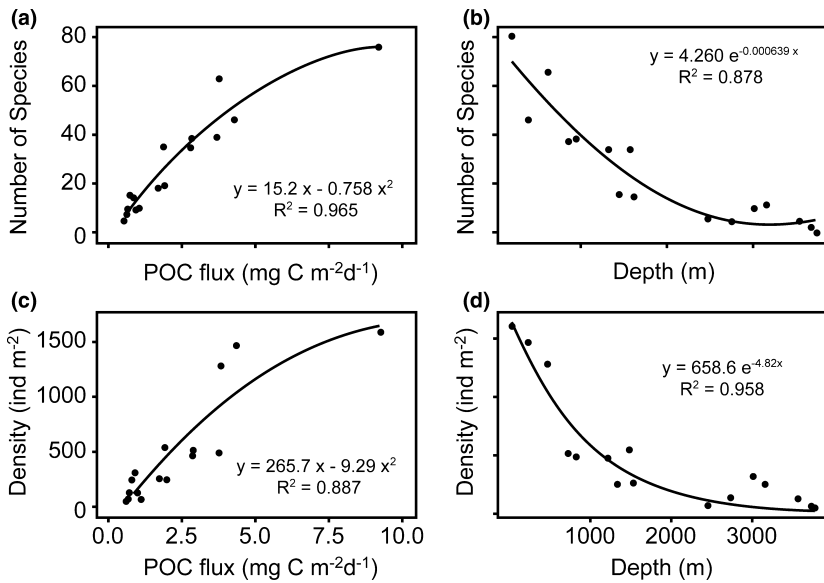 (a)
Number of Species
80
60
40
20
0
y = 15.2 x - 0.758 x²
R² = 0.965
POC flux (mg C m⁻²d⁻¹)
(b)
Number of Species
y = 4.260 e⁻⁰·⁰⁰⁰⁶³⁹ ˣ
R² = 0.878
Depth (m)
(c)
Density (ind m⁻²)
1500
1000
500
0
y = 265.7 x - 9.29 x²
R² = 0.887
0.0 2.5 5.0 7.5 10.0
POC flux (mg C m⁻²d⁻¹)
(d)
Density (ind m⁻²)
y = 658.6 e⁻⁴·⁸²ˣ
R² = 0.958
1000 2000 3000
Depth (m)